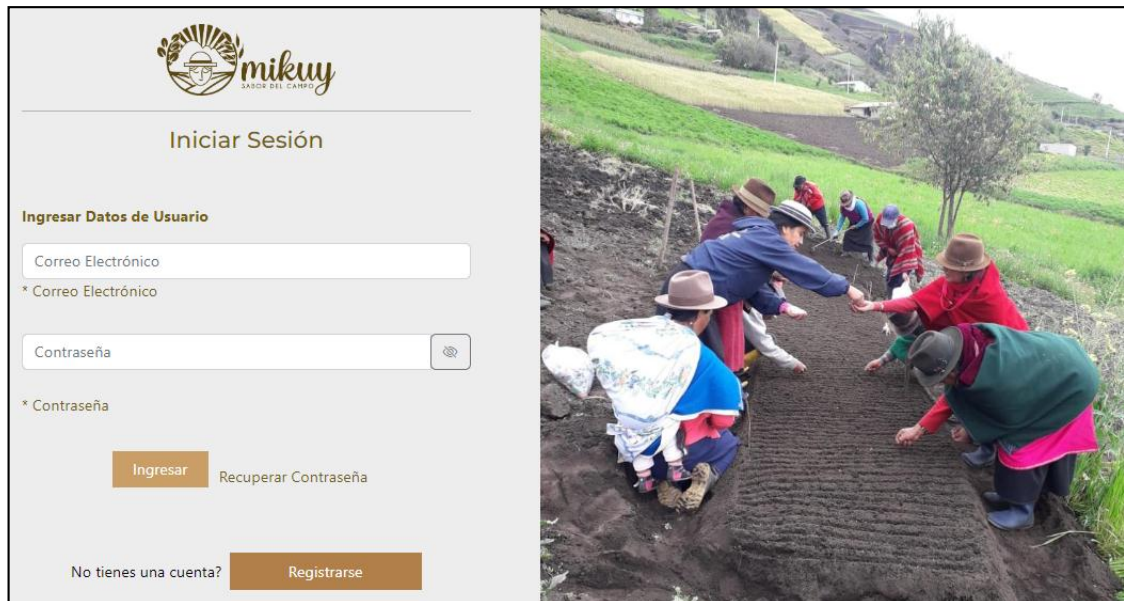 mikuy
SABOR DEL CAMPO
Iniciar Sesión
Ingresar Datos de Usuario
Correo Electrónico
* Correo Electrónico
Contraseña
* Contraseña
Ingresar Recuperar Contraseña
No tienes una cuenta? Registrarse